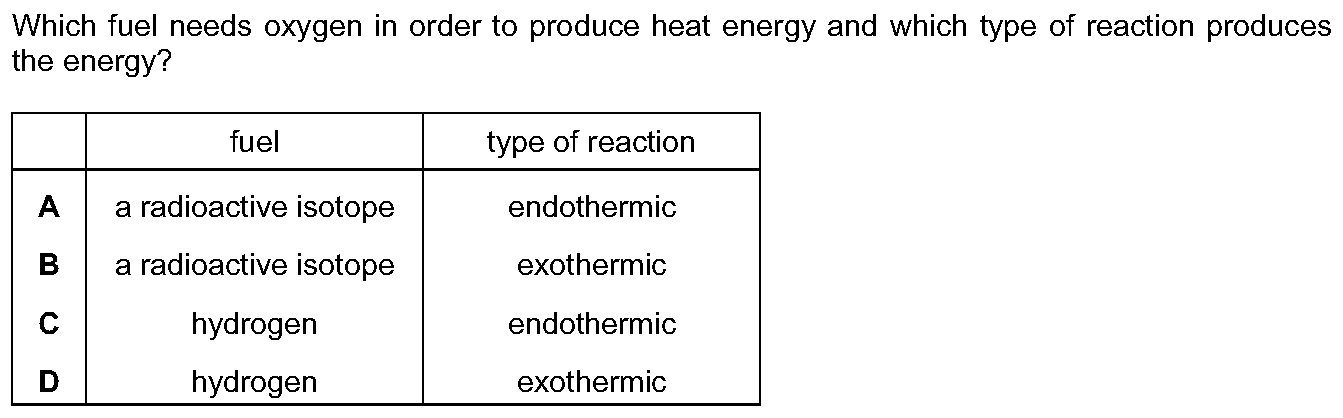 Which fuel needs oxygen in order to produce heat energy and which type of reaction produces
the energy?
fuel type of reaction
A a radioactive isotope endothermic
B a radioactive isotope exothermic
C hydrogen endothermic
D hydrogen exothermic